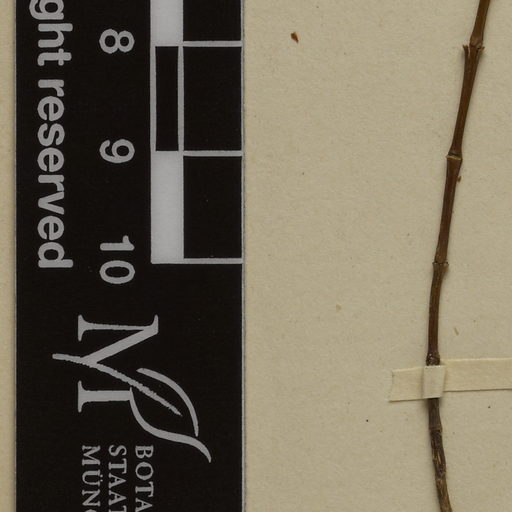 ght reserved
8
9
10
M
BOTA
STAAT
MÜNC